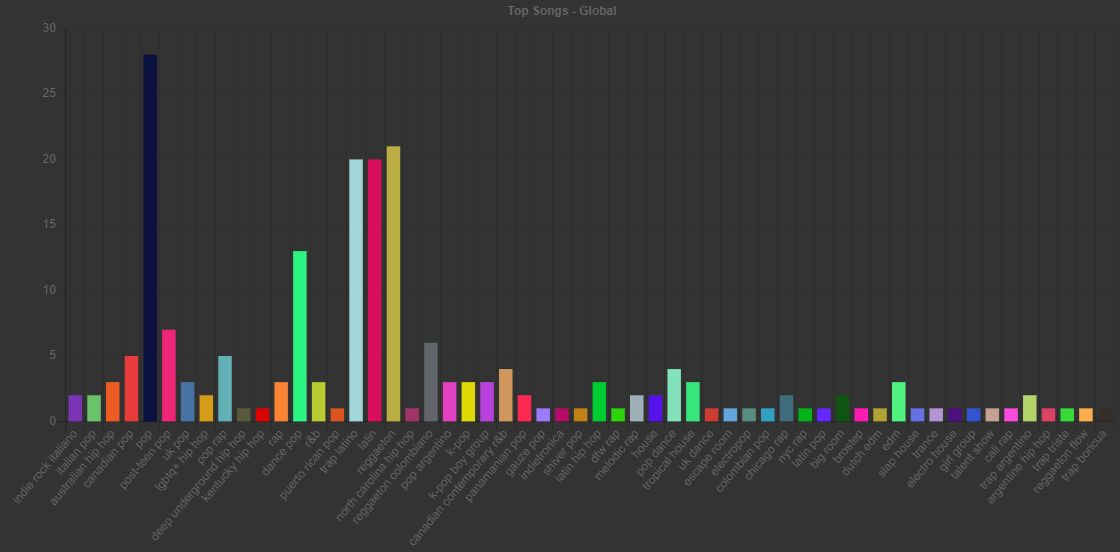 Top Songs - Global
30
25
20
15
10
5
0
indie rock italiano
italian pop
australian hip hop
canadian pop
pop
post-teen pop
uk pop
lgbtq+ hip hop
pop rap
deep underground hip hop
kentucky hip hop
rap
dance pop
r&b
puerto rican pop
trap latino
latin
reggaeton
north carolina hip hop
reggaeton colombiano
pop argentino
k-pop
k-pop boy group
canadian contemporary r&b
panamanian pop
gauze pop
indietronica
shiver pop
latin hip hop
dfw rap
melodic rap
house
pop dance
tropical house
uk dance
escape room
electropop
colombian pop
chicago rap
nyc rap
latin pop
big room
brostep
dutch edm
edm
slap house
trance
electro house
girl group
talent show
cali rap
trap argentino
argentine hip hop
trap triste
reggaeton flow
trap boricua